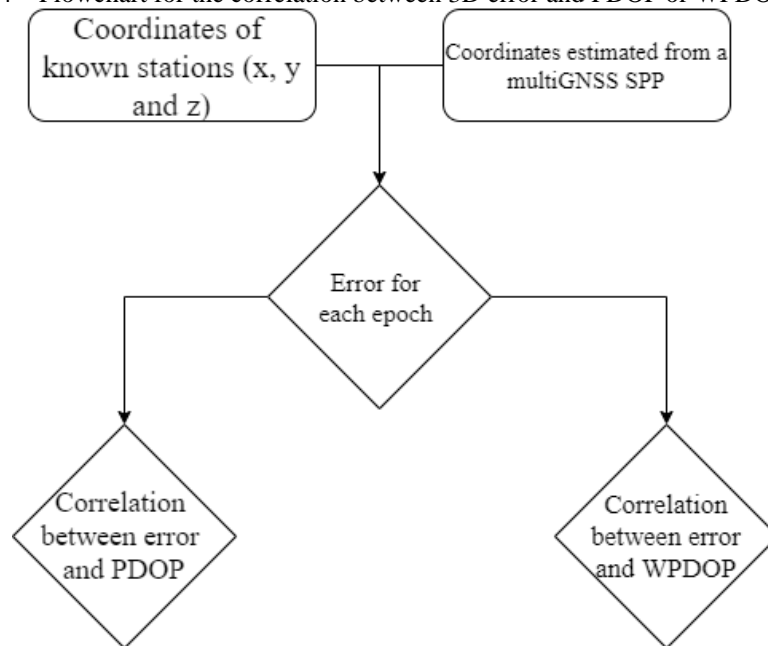 Flowchart for the correlation between 3D error and PDOP or WPDO
Coordinates of
known stations (x, y
and z)
Coordinates estimated from a
multiGNSS SPP
Error for
each epoch
Correlation
between error
and PDOP
Correlation
between error
and WPDOP